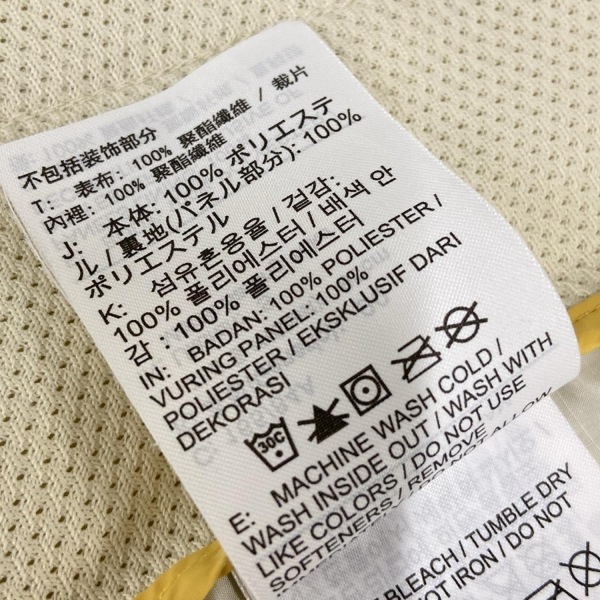 不包括装饰部分
T: 表布: 100% 聚酯纖維 / 裁片
內裡: 100% 聚酯纖維
J: 本体: 100% ポリエステ
ル / 裏地(パネル部分): 100%
ポリエステル
K: 섬유혼용율 / 겉감:
100% 폴리에스터 / 배색 안
감 : 100% 폴리에스터
IN: BADAN: 100% POLIESTER /
VURING PANEL: 100%
POLIESTER / EKSKLUSIF DARI
DEKORASI
30C
E: MACHINE WASH COLD /
WASH INSIDE OUT / WASH WITH
LIKE COLORS / DO NOT USE
SOFTENERS / REMOVE
BLEACH / TUMBLE DRY
NOT IRON / DO NOT